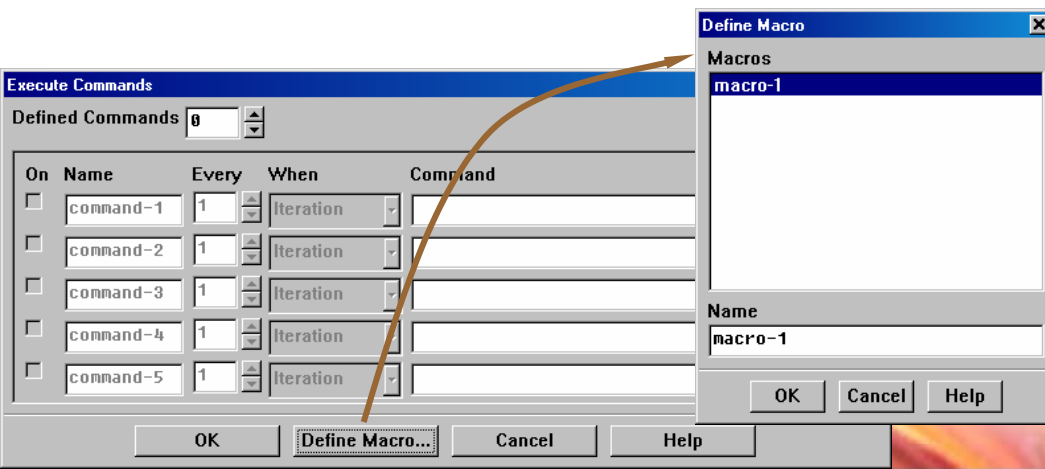 Execute Commands
Defined Commands 0
On Name Every When Command
command-1 1 Iteration
command-2 1 Iteration
command-3 1 Iteration
command-4 1 Iteration
command-5 1 Iteration
OK Define Macro... Cancel Help
Define Macro
Macros
macro-1
Name
macro-1
OK Cancel Help